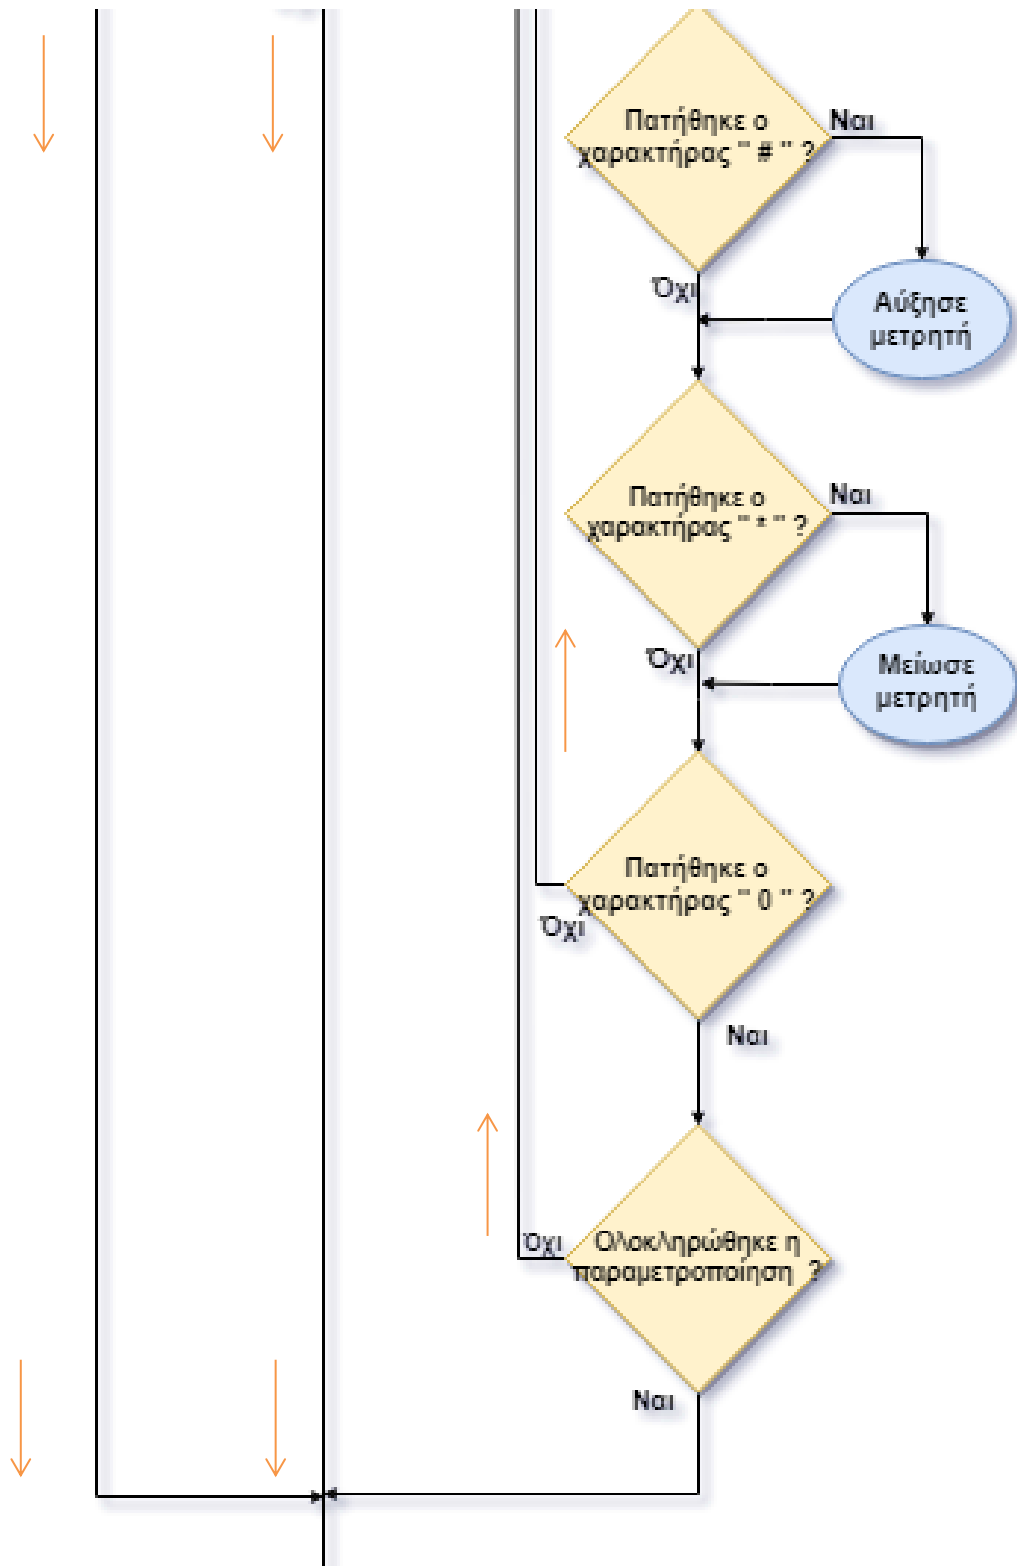 Πατήθηκε ο
χαρακτήρας " # " ?
Ναι
Όχι
Αύξησε
μετρητή
Πατήθηκε ο
χαρακτήρας " * " ?
Ναι
Όχι
Μείωσε
μετρητή
Πατήθηκε ο
χαρακτήρας " 0 " ?
Όχι
Ναι
Ολοκληρώθηκε η
παραμετροποίηση ?
Όχι
Ναι